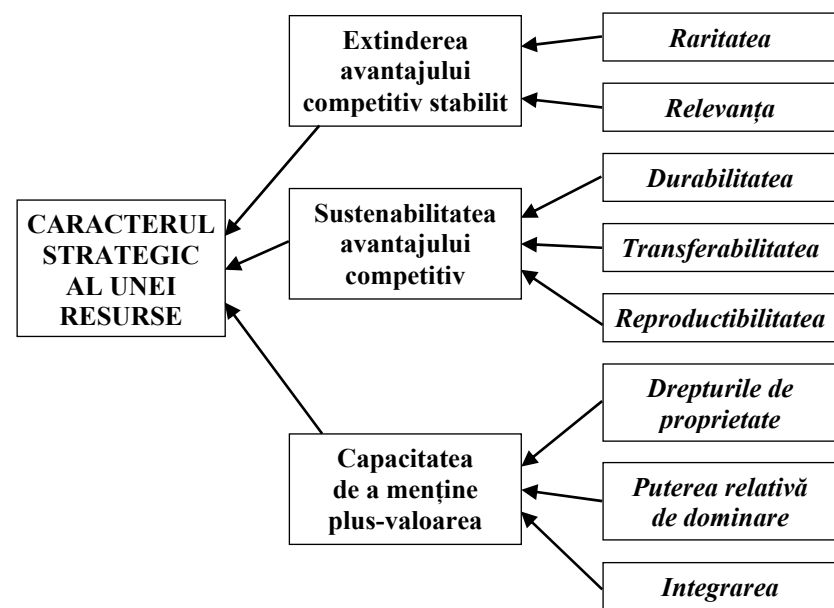 Extinderea
avantajului
competitiv stabilit
Raritatea
Relevanța
CARACTERUL
STRATEGIC
AL UNEI
RESURSE
Sustenabilitatea
avantajului
competitiv
Durabilitatea
Transferabilitatea
Reproductibilitatea
Capacitatea
de a menține
plus-valoarea
Drepturile de
proprietate
Puterea relativă
de dominare
Integrarea